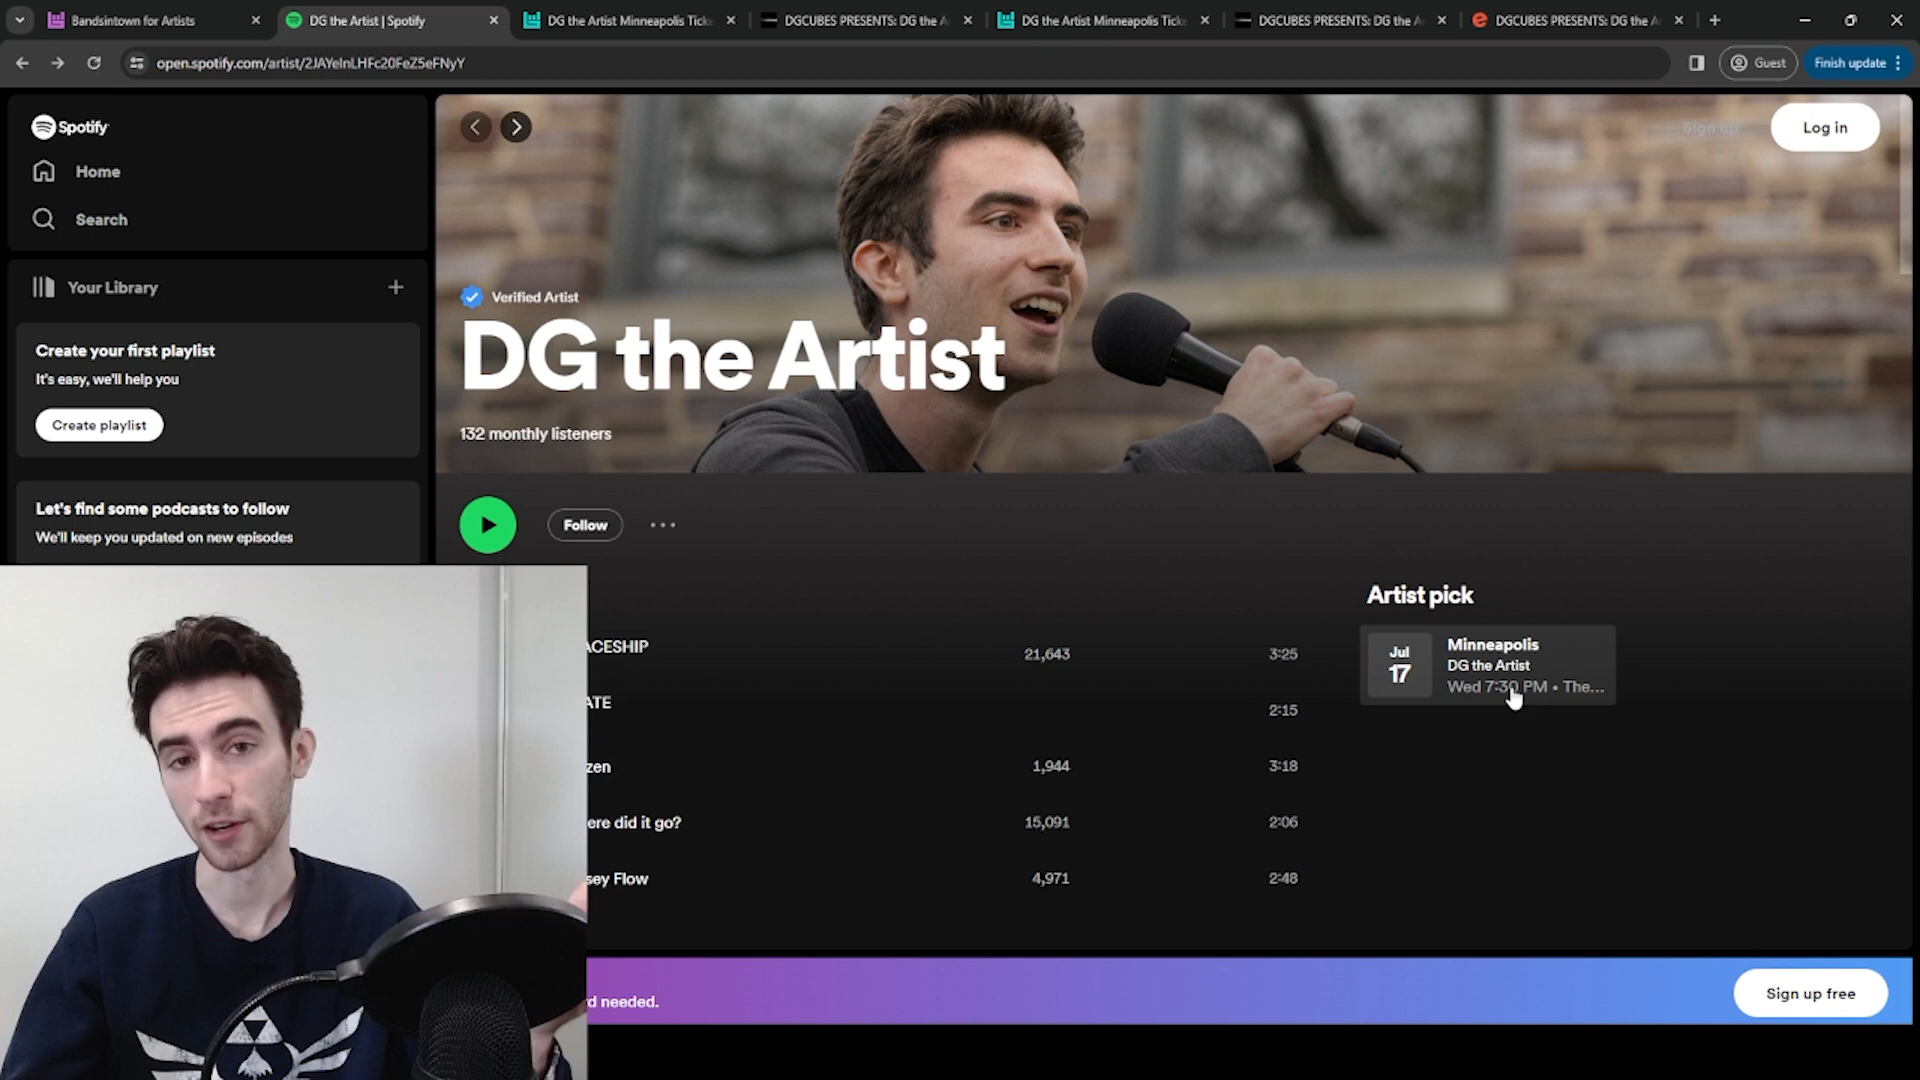 Bandsintown for Artists
DG the Artist | Spotify
DG the Artist Minneapolis Ticke
DGCUBES PRESENTS: DG the A
DG the Artist Minneapolis Ticke
DGCUBES PRESENTS: DG the A
DGCUBES PRESENTS: DG the A
open.spotify.com/artist/2JAYeInLHFc20FeZ5eFNyY
Guest
Finish update
Spotify
Home
Search
Your Library
Create your first playlist
It's easy, we'll help you
Create playlist
Let's find some podcasts to follow
We'll keep you updated on new episodes
Sign up
Log in
Verified Artist
DG the Artist
132 monthly listeners
Follow
ACESHIP 21,643 3:25
ATE 2:15
zen 1,944 3:18
ere did it go? 15,091 2:06
sey Flow 4,971 2:48
Artist pick
Jul
17
Minneapolis
DG the Artist
Wed 7:30 PM • The...
d needed.
Sign up free